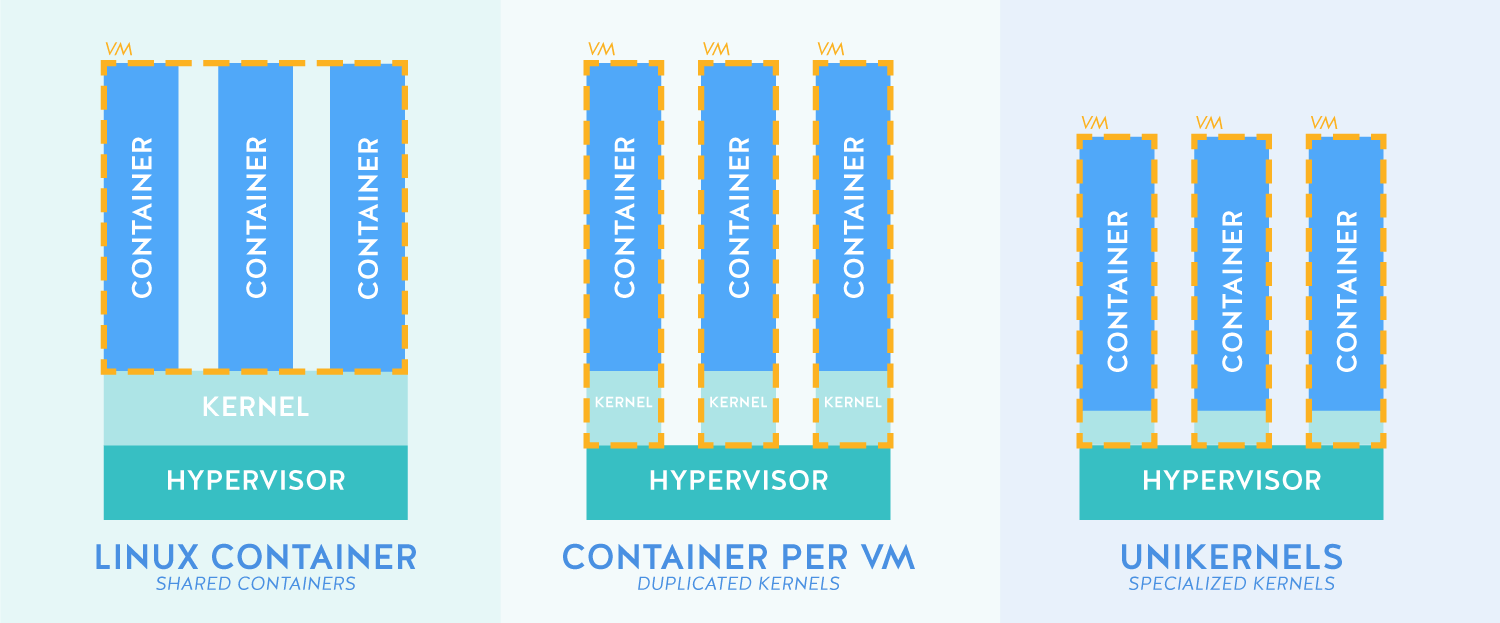 VM
CONTAINER
CONTAINER
CONTAINER
KERNEL
HYPERVISOR
LINUX CONTAINER
SHARED CONTAINERS
VM
VM
VM
CONTAINER
CONTAINER
CONTAINER
KERNEL
KERNEL
KERNEL
HYPERVISOR
CONTAINER PER VM
DUPLICATED KERNELS
VM
VM
VM
CONTAINER
CONTAINER
CONTAINER
HYPERVISOR
UNIKERNELS
SPECIALIZED KERNELS